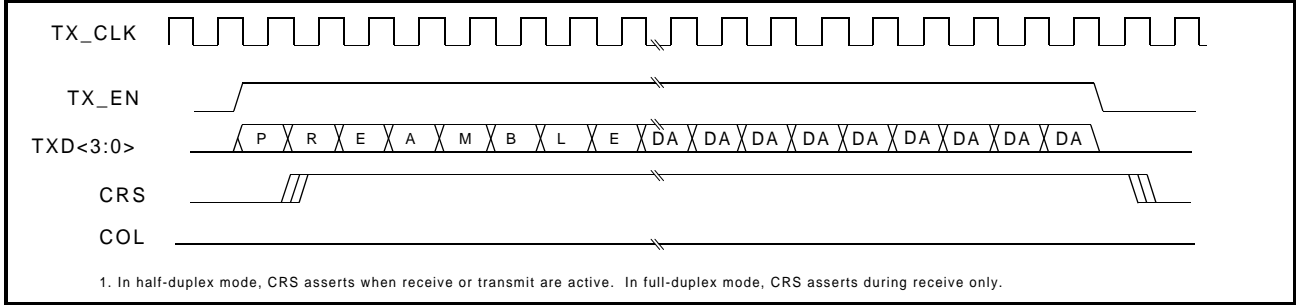 TX_CLK
TX_EN
TXD<3:0> P R E A M B L E DA DA DA DA DA DA DA DA DA
CRS
COL
1. In half-duplex mode, CRS asserts when receive or transmit are active. In full-duplex mode, CRS asserts during receive only.